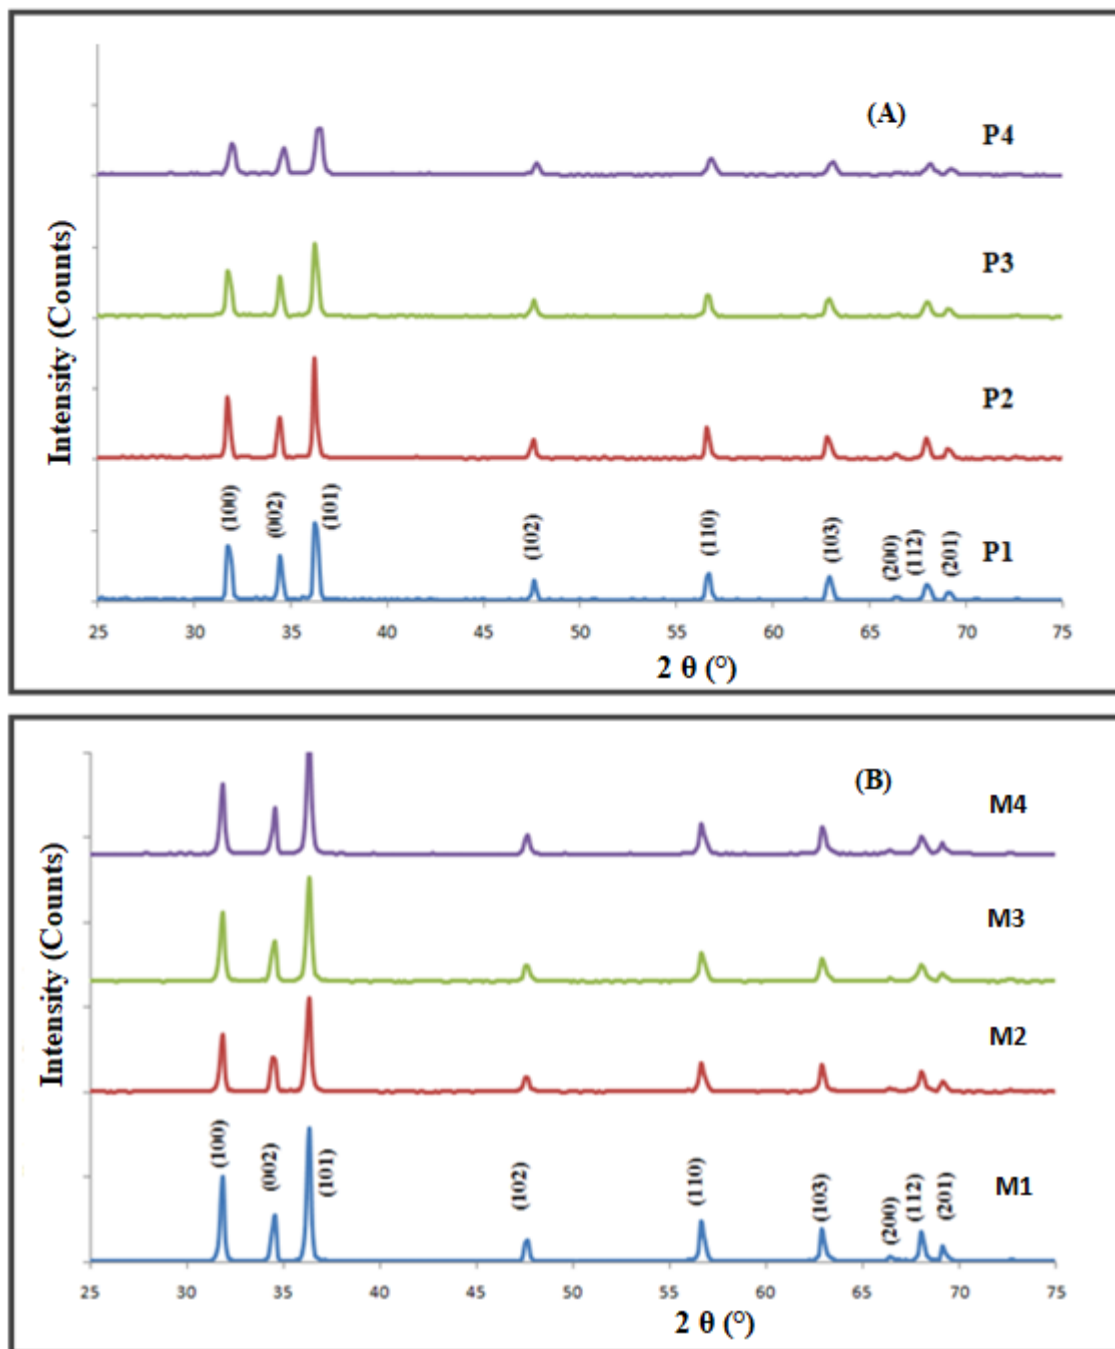 (A)
P4
P3
P2
P1
Intensity (Counts)
(100)
(002)
(101)
(102)
(110)
(103)
(200)
(112)
(201)
25 30 35 40 45 50 55 60 65 70 75
2 θ (°)
(B)
M4
M3
M2
M1
Intensity (Counts)
(100)
(002)
(101)
(102)
(110)
(103)
(200)
(112)
(201)
25 30 35 40 45 50 55 60 65 70 75
2 θ (°)